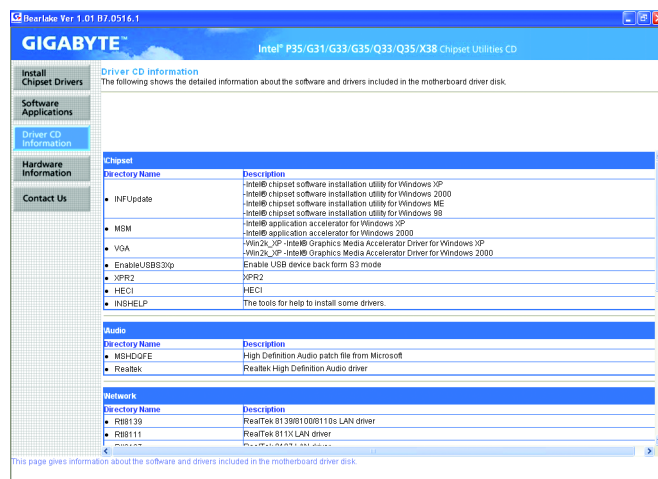 Bearlake Ver 1.01 B7.0516.1
GIGABYTE™
Intel® P35/G31/G33/G35/Q33/Q35/X38 Chipset Utilities CD
Install
Chipset Drivers
Software
Applications
Driver CD
Information
Hardware
Information
Contact Us
Driver CD information
The following shows the detailed information about the software and drivers included in the motherboard driver disk.
\Chipset
Directory Name Description
• INFUpdate
-Intel® chipset software installation utility for Windows XP
-Intel® chipset software installation utility for Windows 2000
-Intel® chipset software installation utility for Windows ME
-Intel® chipset software installation utility for Windows 98
• MSM
-Intel® application accelerator for Windows XP
-Intel® application accelerator for Windows 2000
• VGA
-Win2k_XP -Intel® Graphics Media Accelerator Driver for Windows XP
-Win2k_XP -Intel® Graphics Media Accelerator Driver for Windows 2000
• EnableUSBS3Xp Enable USB device back form S3 mode
• XPR2 XPR2
• HECI HECI
• INSHELP The tools for help to install some drivers.
\Audio
Directory Name Description
• MSHDQFE High Definition Audio patch file from Microsoft
• Realtek Realtek High Definition Audio driver
\Network
Directory Name Description
• Rtl8139 RealTek 8139/8100/8110s LAN driver
• Rtl8111 RealTek 811X LAN driver
This page gives information about the software and drivers included in the motherboard driver disk.